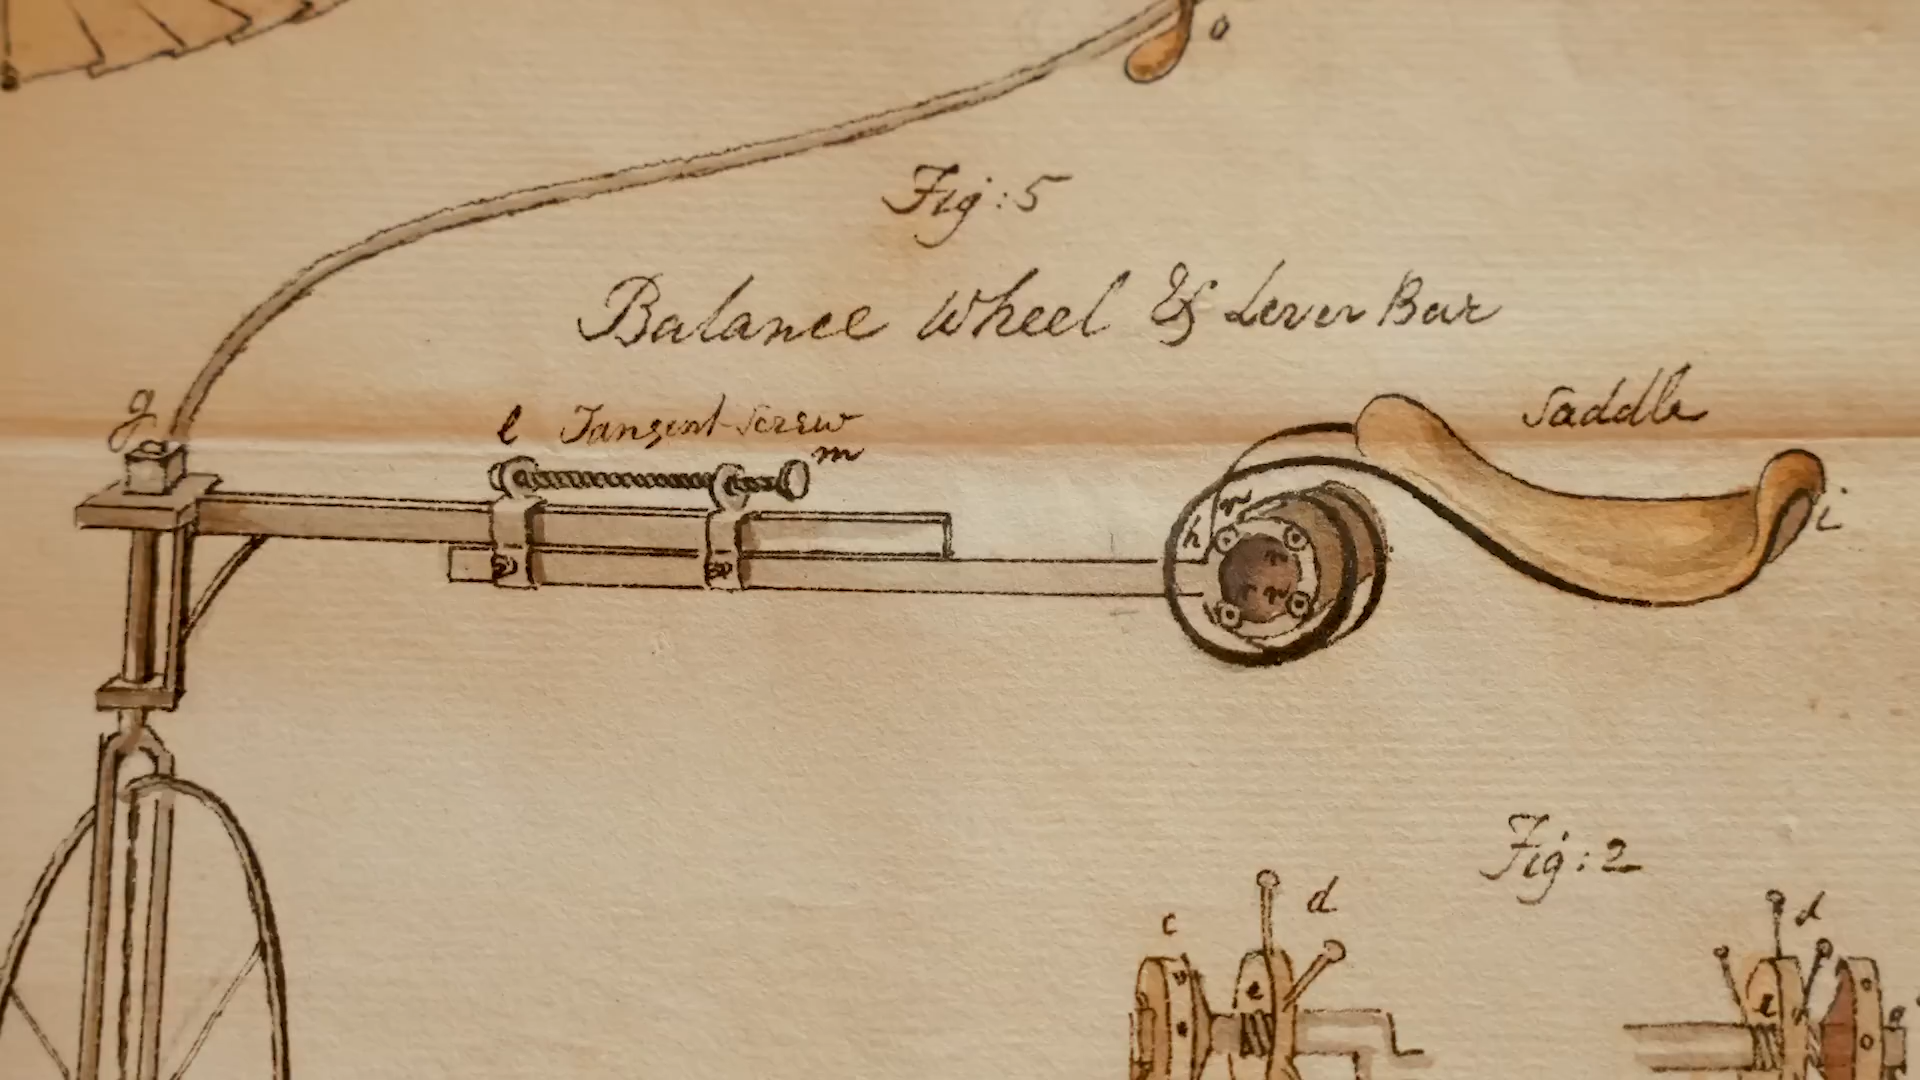 o
Fig: 5
Balance Wheel & Lever Bar
g
l Tangent Screw
m
Saddle
i
r
h
r
r r
Fig: 2
c d
d
e
e